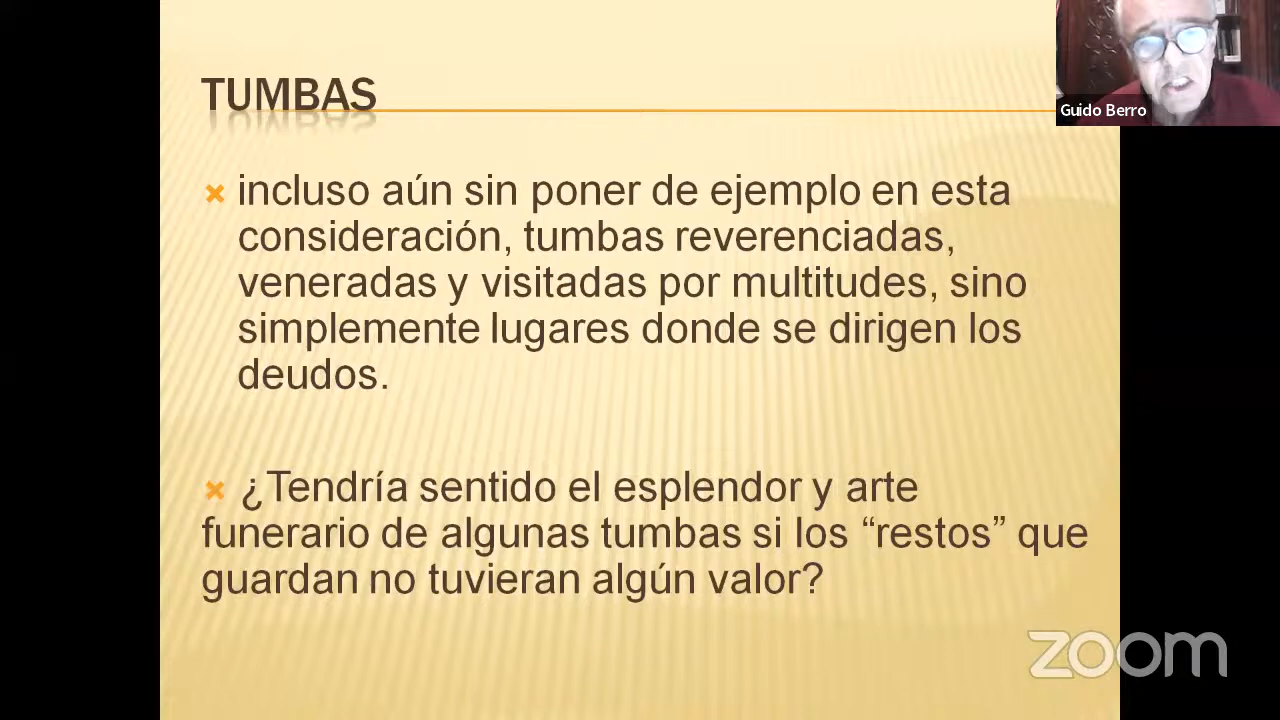 TUMBAS
Guido Berro
incluso aún sin poner de ejemplo en esta
consideración, tumbas reverenciadas,
veneradas y visitadas por multitudes, sino
simplemente lugares donde se dirigen los
deudos.
¿Tendría sentido el esplendor y arte
funerario de algunas tumbas si los “restos” que
guardan no tuvieran algún valor?
zoom